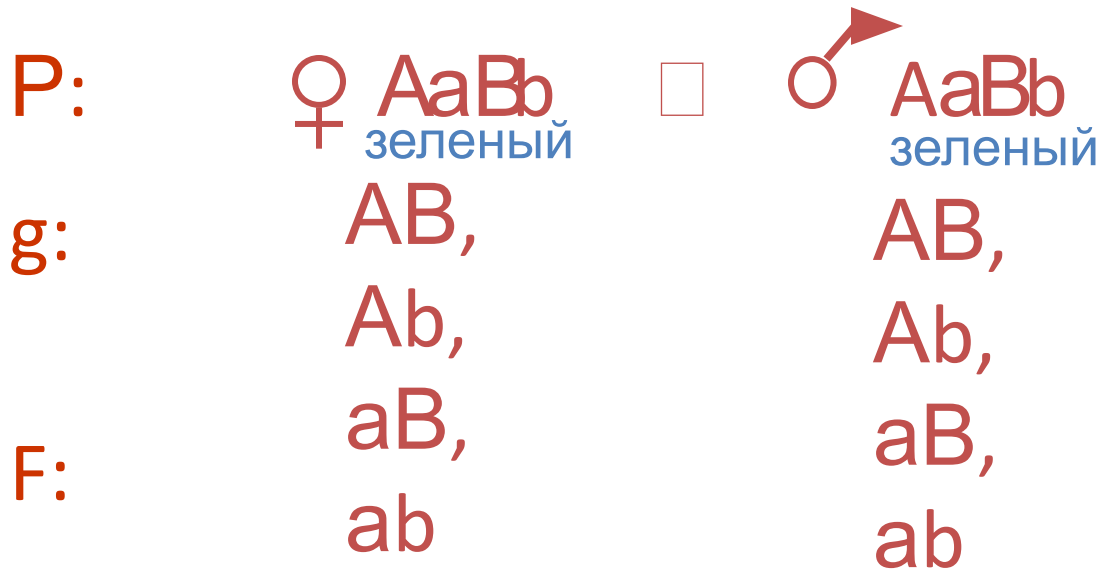 P: ♀ AaBb □ ♂ AaBb
зеленый зеленый
g: AB, AB,
Ab, Ab,
aB, aB,
F:
ab ab